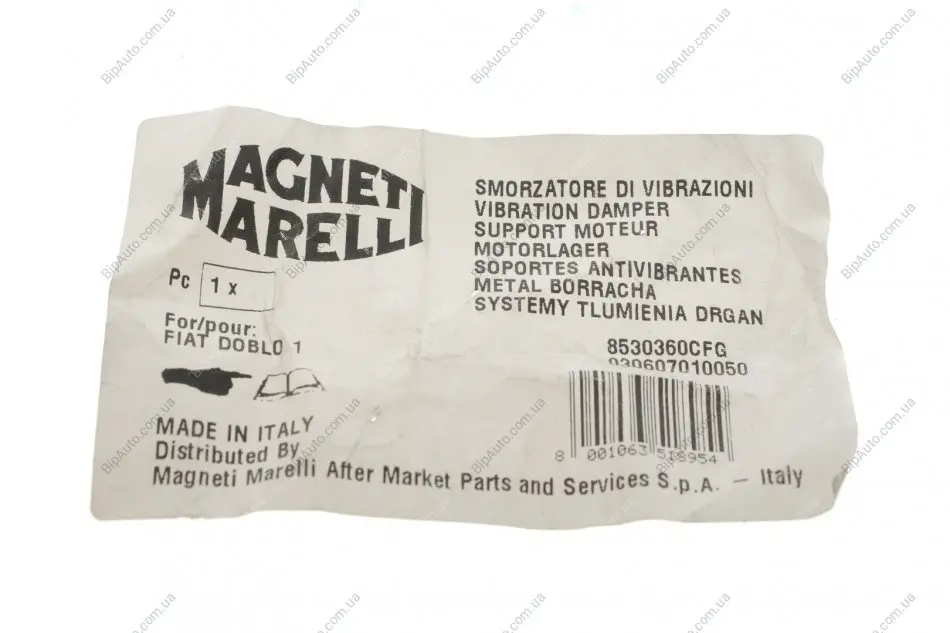 MAGNETI
MARELLI
Pc 1 x
For/pour:
FIAT DOBLO 1
MADE IN ITALY
Distributed By
Magneti Marelli After Market Parts and Services S.p.A. – Italy
SMORZATORE DI VIBRAZIONI
VIBRATION DAMPER
SUPPORT MOTEUR
MOTORLAGER
SOPORTES ANTIVIBRANTES
METAL BORRACHA
SYSTEMY TLUMIENIA DRGAN
8530360CFG
030607010050
8 001063 518954
BipAuto.com.ua